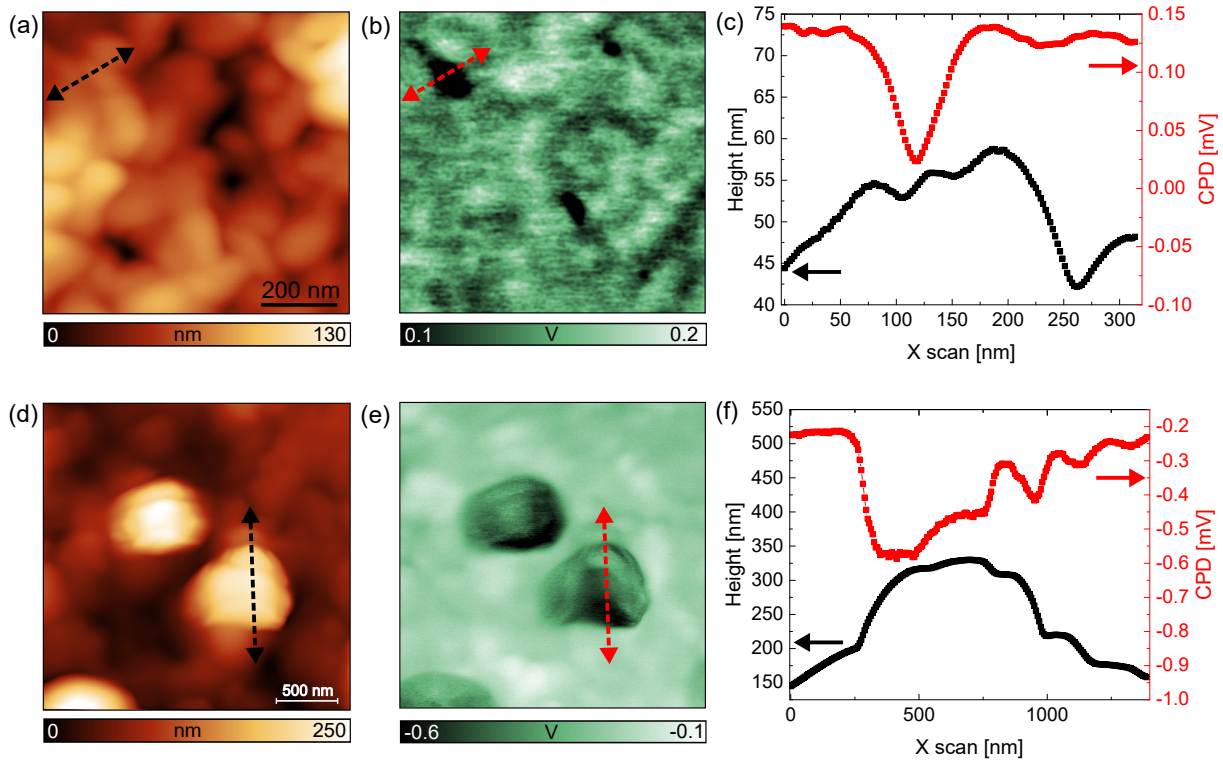 (a)
200 nm
0 nm 130
(b)
0.1 V 0.2
(c)
75
70
65
60
55
50
45
40
Height [nm]
0.15
0.10
0.05
0.00
-0.05
-0.10
CPD [mV]
0 50 100 150 200 250 300
X scan [nm]
(d)
500 nm
0 nm 250
(e)
-0.6 V -0.1
(f)
550
500
450
400
350
300
250
200
150
Height [nm]
-0.2
-0.3
-0.4
-0.5
-0.6
-0.7
-0.8
-0.9
-1.0
CPD [mV]
0 500 1000
X scan [nm]